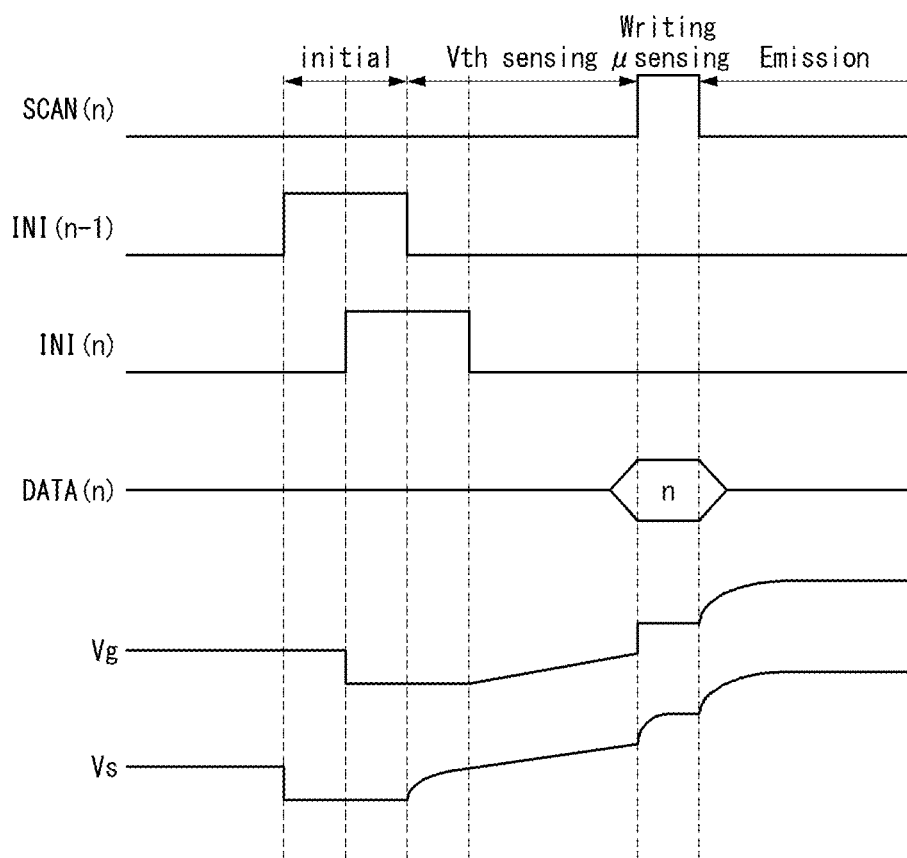 Writing
initial Vth sensing μ sensing Emission
SCAN(n)
INI(n-1)
INI(n)
DATA(n) n
Vg
Vs